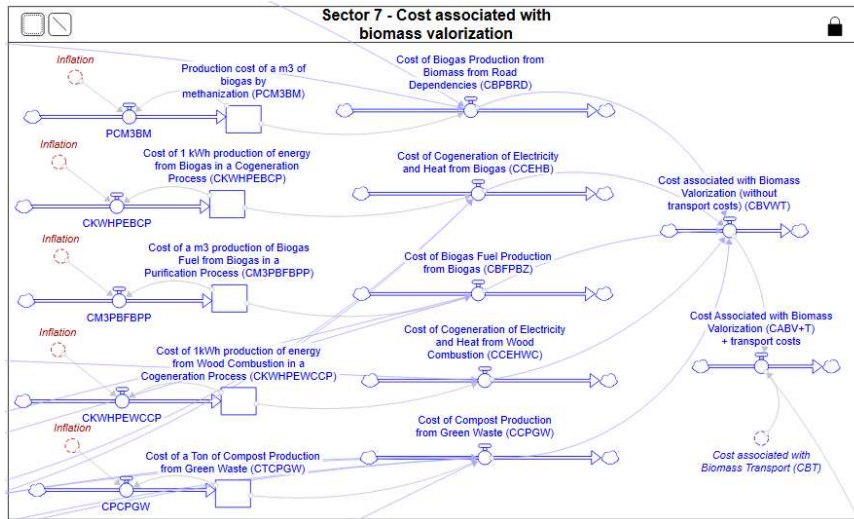 Sector 7 - Cost associated with
biomass valorization
Inflation
Production cost of a m3 of
biogas by
methanization (PCM3BM)
PCM3BM
Cost of Biogas Production from
Biomass from Road
Dependencies (CBPBRD)
Inflation
Cost of 1 kWh production of energy
from Biogas in a Cogeneration
Process (CKWHPEBCP)
CKWHPEBCP
Cost of Cogeneration of Electricity
and Heat from Biogas (CCEHB)
Cost associated with Biomass
Valorization (without
transport costs) (CBVWT)
Inflation
Cost of a m3 production of Biogas
Fuel from Biogas in a
Purification Process (CM3PBFBPP)
CM3PBFBPP
Cost of Biogas Fuel Production
from Biogas (CBFPBZ)
Cost Associated with Biomass
Valorization (CABV+T)
+ transport costs
Inflation
Cost of 1kWh production of energy
from Wood Combustion in a
Cogeneration Process (CKWHPEWCCP)
CKWHPEWCCP
Cost of Cogeneration of Electricity
and Heat from Wood
Combustion (CCEHWC)
Inflation
Cost of a Ton of Compost Production
from Green Waste (CTCPGW)
CPCPGW
Cost of Compost Production
from Green Waste (CCPGW)
Cost associated with
Biomass Transport (CBT)